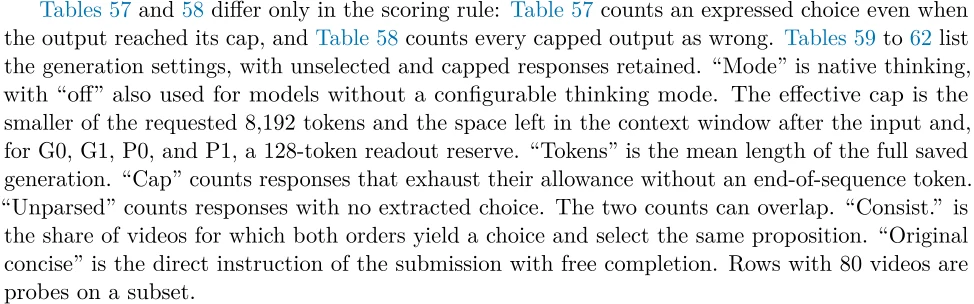 Tables 57 and 58 differ only in the scoring rule: Table 57 counts an expressed choice even when
the output reached its cap, and Table 58 counts every capped output as wrong. Tables 59 to 62 list
the generation settings, with unselected and capped responses retained. “Mode” is native thinking,
with “off” also used for models without a configurable thinking mode. The effective cap is the
smaller of the requested 8,192 tokens and the space left in the context window after the input and,
for G0, G1, P0, and P1, a 128-token readout reserve. “Tokens” is the mean length of the full saved
generation. “Cap” counts responses that exhaust their allowance without an end-of-sequence token.
“Unparsed” counts responses with no extracted choice. The two counts can overlap. “Consist.” is
the share of videos for which both orders yield a choice and select the same proposition. “Original
concise” is the direct instruction of the submission with free completion. Rows with 80 videos are
probes on a subset.